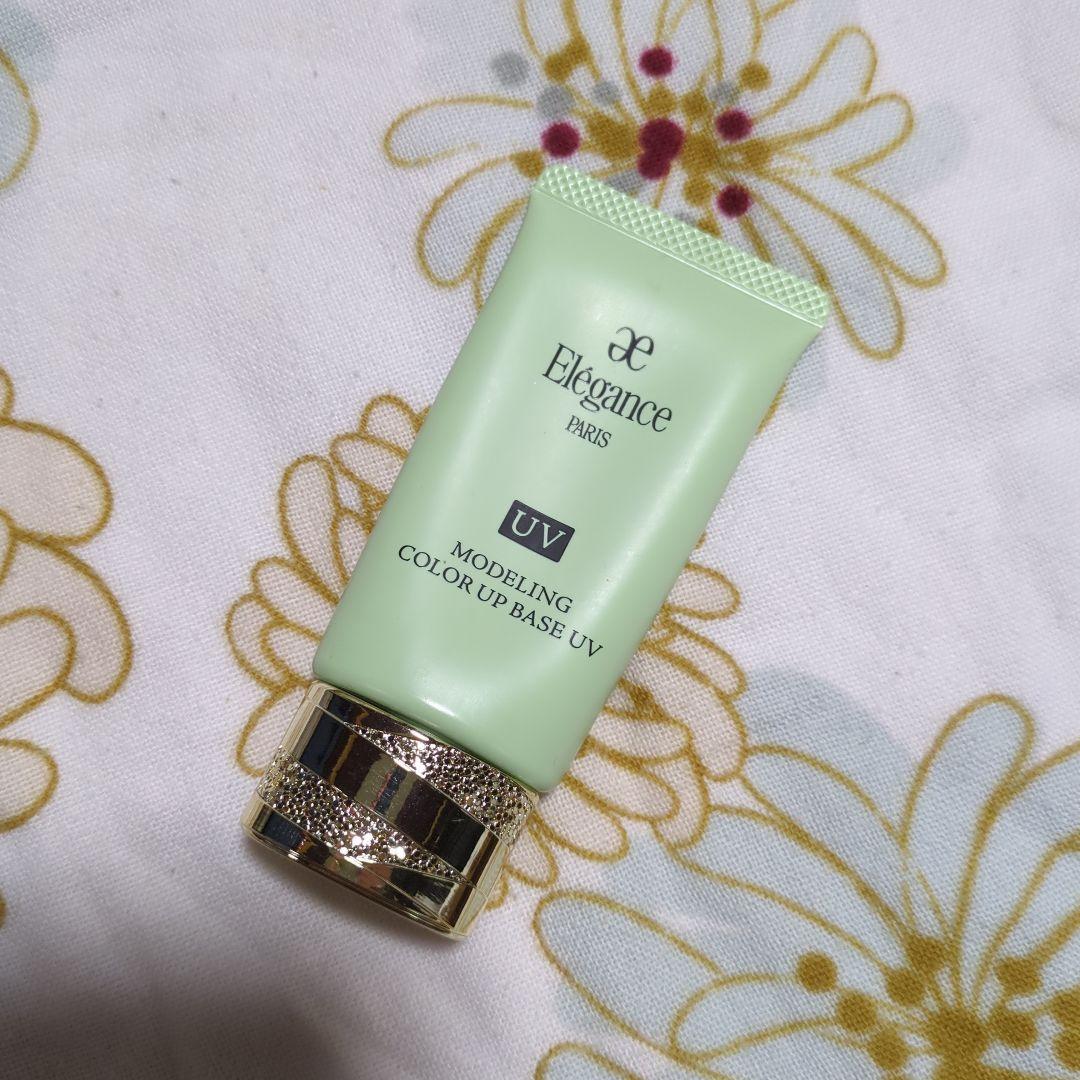 æ
Elégance
PARIS
UV
MODELING
COLOR UP BASE UV